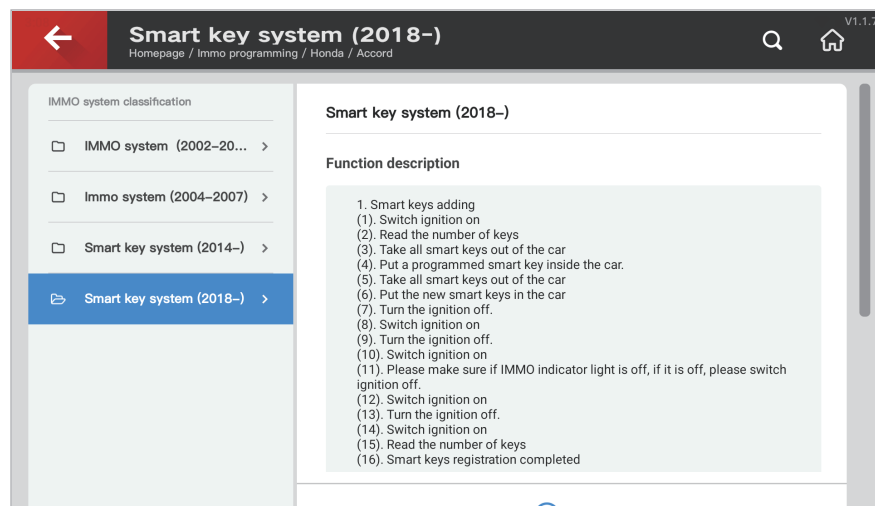 Smart key system (2018-)
Homepage / Immo programming / Honda / Accord
V1.1.7
IMMO system classification
IMMO system (2002-20...
Immo system (2004-2007)
Smart key system (2014-)
Smart key system (2018-)
Smart key system (2018-)
Function description
1. Smart keys adding
(1). Switch ignition on
(2). Read the number of keys
(3). Take all smart keys out of the car
(4). Put a programmed smart key inside the car.
(5). Take all smart keys out of the car
(6). Put the new smart keys in the car
(7). Turn the ignition off.
(8). Switch ignition on
(9). Turn the ignition off.
(10). Switch ignition on
(11). Please make sure if IMMO indicator light is off, if it is off, please switch
ignition off.
(12). Switch ignition on
(13). Turn the ignition off.
(14). Switch ignition on
(15). Read the number of keys
(16). Smart keys registration completed